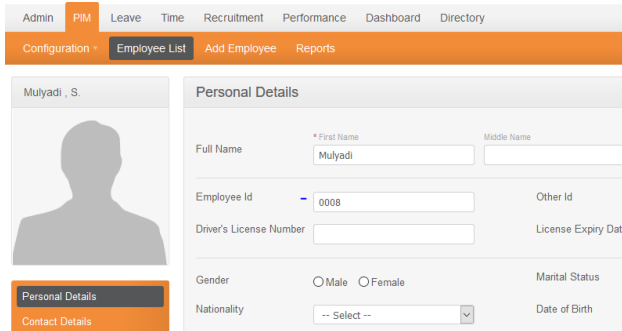 Admin PIM Leave Time Recruitment Performance Dashboard Directory
Configuration Employee List Add Employee Reports
Mulyadi , S.
Personal Details
* First Name Middle Name
Full Name Mulyadi
Employee Id 0008 Other Id
Driver's License Number License Expiry Dat
Gender Male Female Marital Status
Nationality -- Select -- Date of Birth
Personal Details
Contact Details